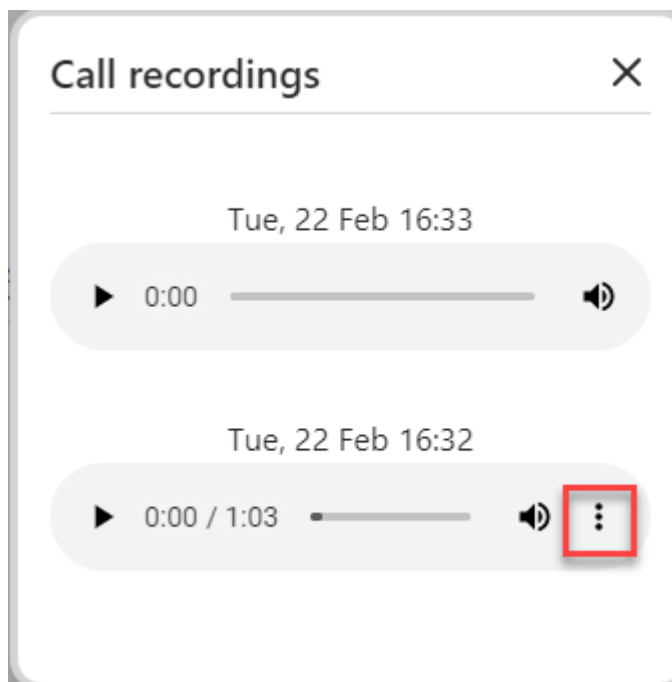 Call recordings
Tue, 22 Feb 16:33
0:00
Tue, 22 Feb 16:32
0:00 / 1:03